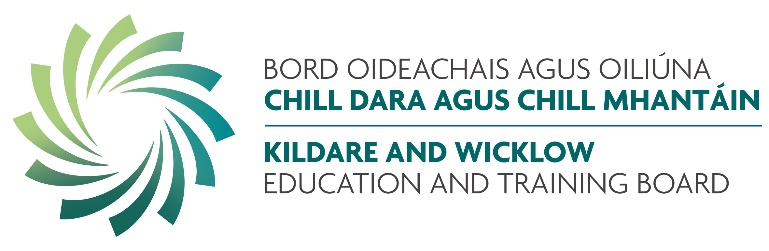 BORD OIDEACHAIS AGUS OILIÚNA
CHILL DARA AGUS CHILL MHANTÁIN
KILDARE AND WICKLOW
EDUCATION AND TRAINING BOARD